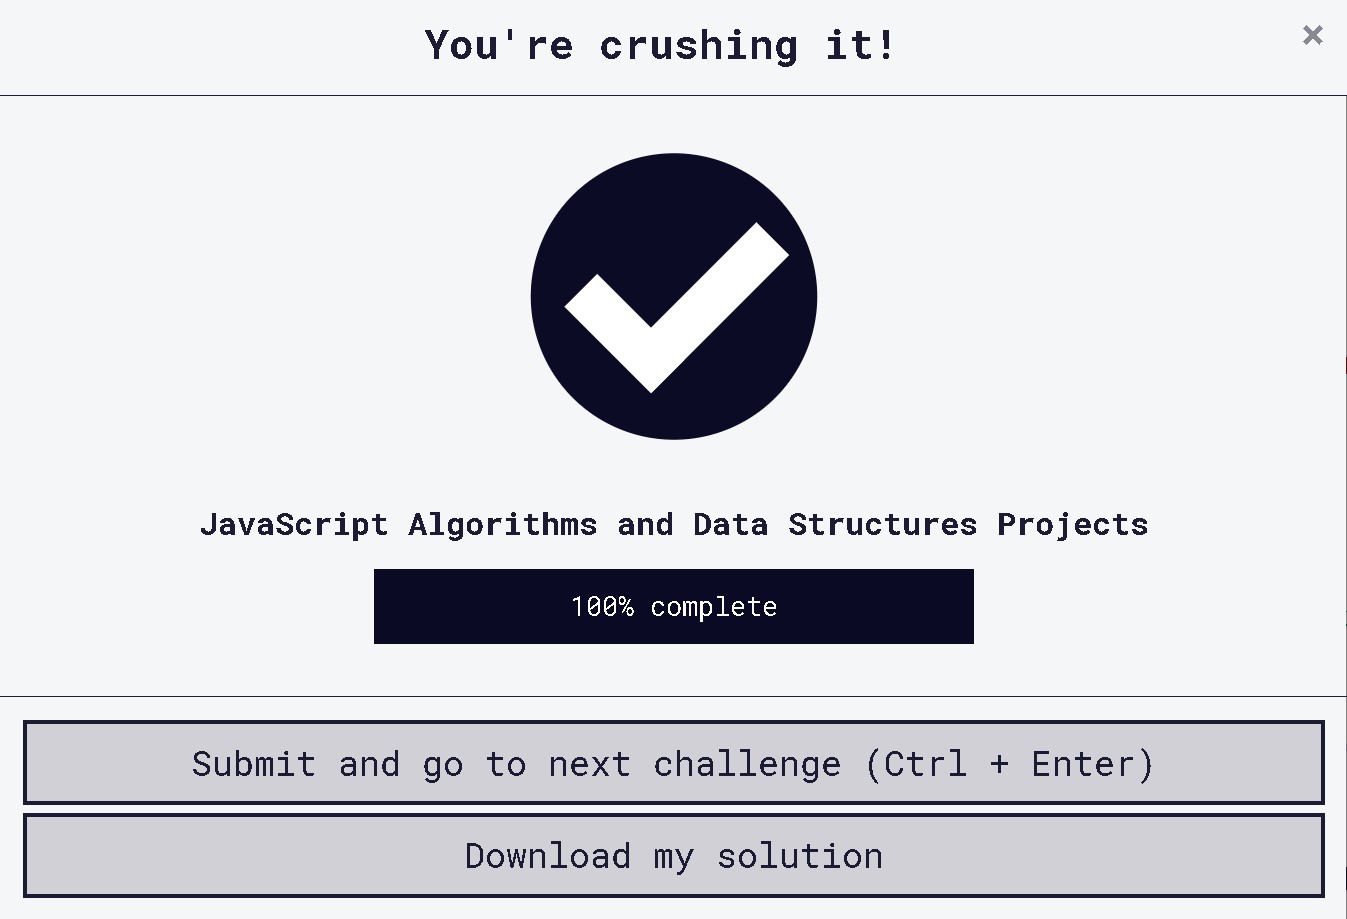 You're crushing it!
×
JavaScript Algorithms and Data Structures Projects
100% complete
Submit and go to next challenge (Ctrl + Enter)
Download my solution